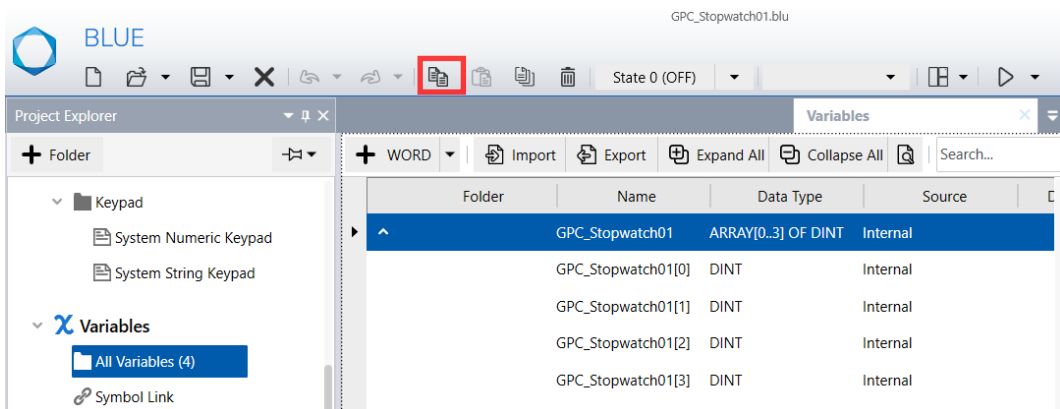 GPC_Stopwatch01.blu
BLUE
State 0 (OFF)
Project Explorer
Variables
Folder
WORD Import Export Expand All Collapse All Search...
Folder Name Data Type Source
Keypad
System Numeric Keypad
System String Keypad
Variables
All Variables (4)
Symbol Link
GPC_Stopwatch01 ARRAY[0..3] OF DINT Internal
GPC_Stopwatch01[0] DINT Internal
GPC_Stopwatch01[1] DINT Internal
GPC_Stopwatch01[2] DINT Internal
GPC_Stopwatch01[3] DINT Internal